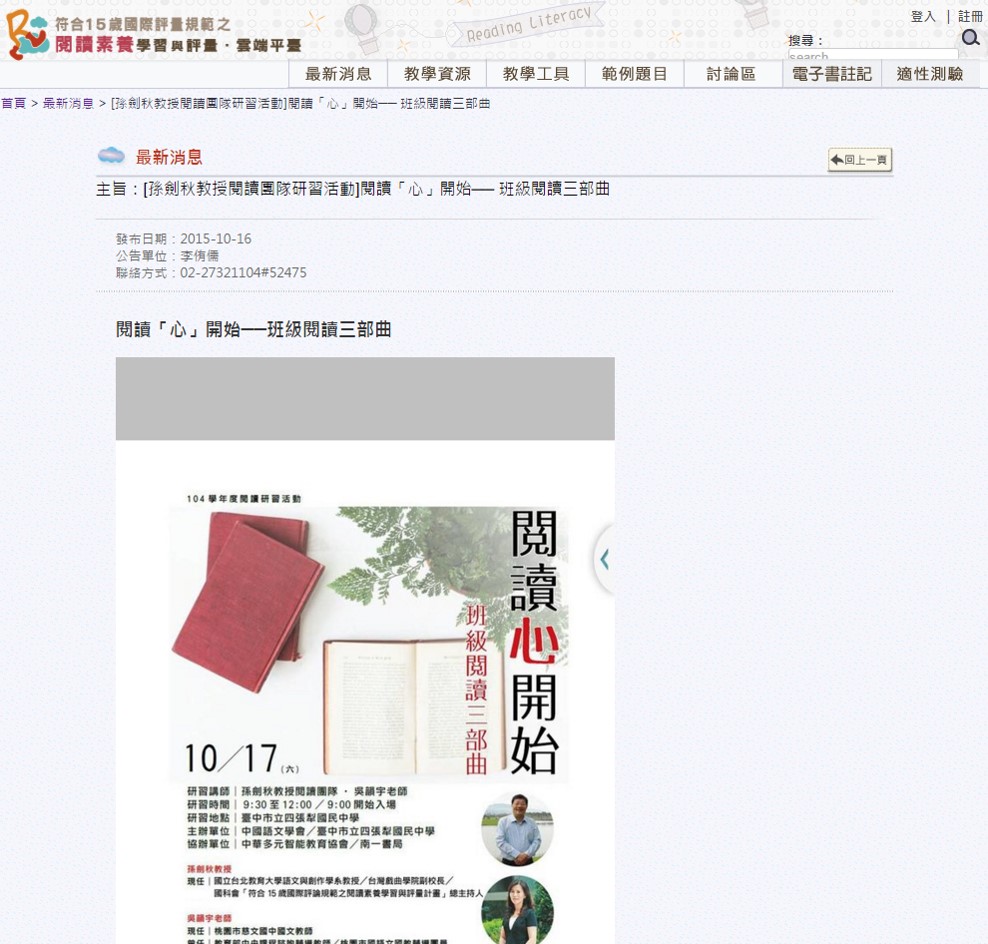 Reading Literacy
符合15歲國際評量規範之
閱讀素養學習與評量・雲端平臺
登入 | 註冊
搜尋：
search
最新消息 教學資源 教學工具 範例題目 討論區 電子書註記 適性測驗
首頁 > 最新消息 > [孫劍秋教授閱讀團隊研習活動]閱讀「心」開始── 班級閱讀三部曲
最新消息
回上一頁
主旨：[孫劍秋教授閱讀團隊研習活動]閱讀「心」開始── 班級閱讀三部曲
發布日期：2015-10-16
公告單位：李侑儒
聯絡方式：02-27321104#52475
閱讀「心」開始──班級閱讀三部曲
104 學年度閱讀研習活動
閱讀心開始
班級閱讀三部曲
10/17(六)
研習講師｜孫劍秋教授閱讀團隊 ・ 吳韻宇老師
研習時間｜9:30 至 12:00 ／ 9:00 開始入場
研習地點｜臺中市立四張犁國民中學
主辦單位｜中國語文學會／臺中市立四張犁國民中學
協辦單位｜中華多元智能教育協會／南一書局
孫劍秋教授
現任｜國立台北教育大學語文與創作學系教授／台灣戲曲學院副校長／
國科會「符合 15 歲國際評論規範之閱讀素養學習與評量計畫」總主持人
吳韻宇老師
現任｜桃園市慈文國中國文教師